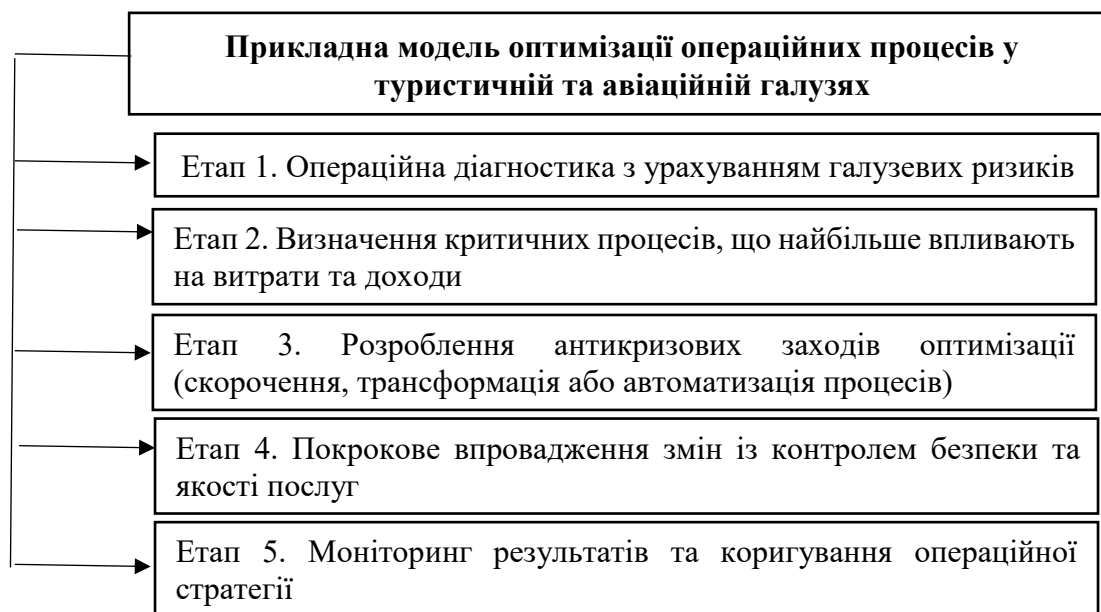 Прикладна модель оптимізації операційних процесів у
туристичній та авіаційній галузях
Етап 1. Операційна діагностика з урахуванням галузевих ризиків
Етап 2. Визначення критичних процесів, що найбільше впливають
на витрати та доходи
Етап 3. Розроблення антикризових заходів оптимізації
(скорочення, трансформація або автоматизація процесів)
Етап 4. Покрокове впровадження змін із контролем безпеки та
якості послуг
Етап 5. Моніторинг результатів та коригування операційної
стратегії